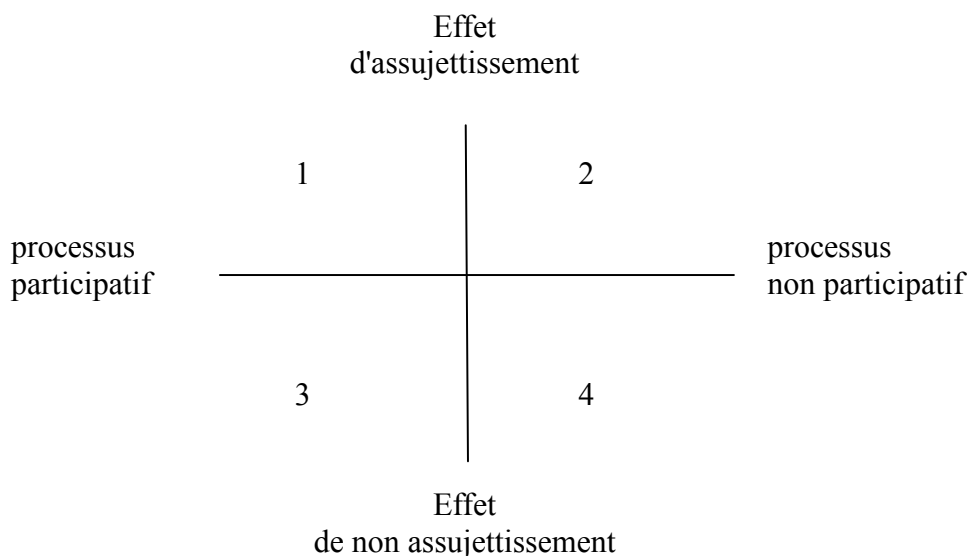 Effet
d'assujettissement
1
2
processus
participatif
processus
non participatif
3
4
Effet
de non assujettissement